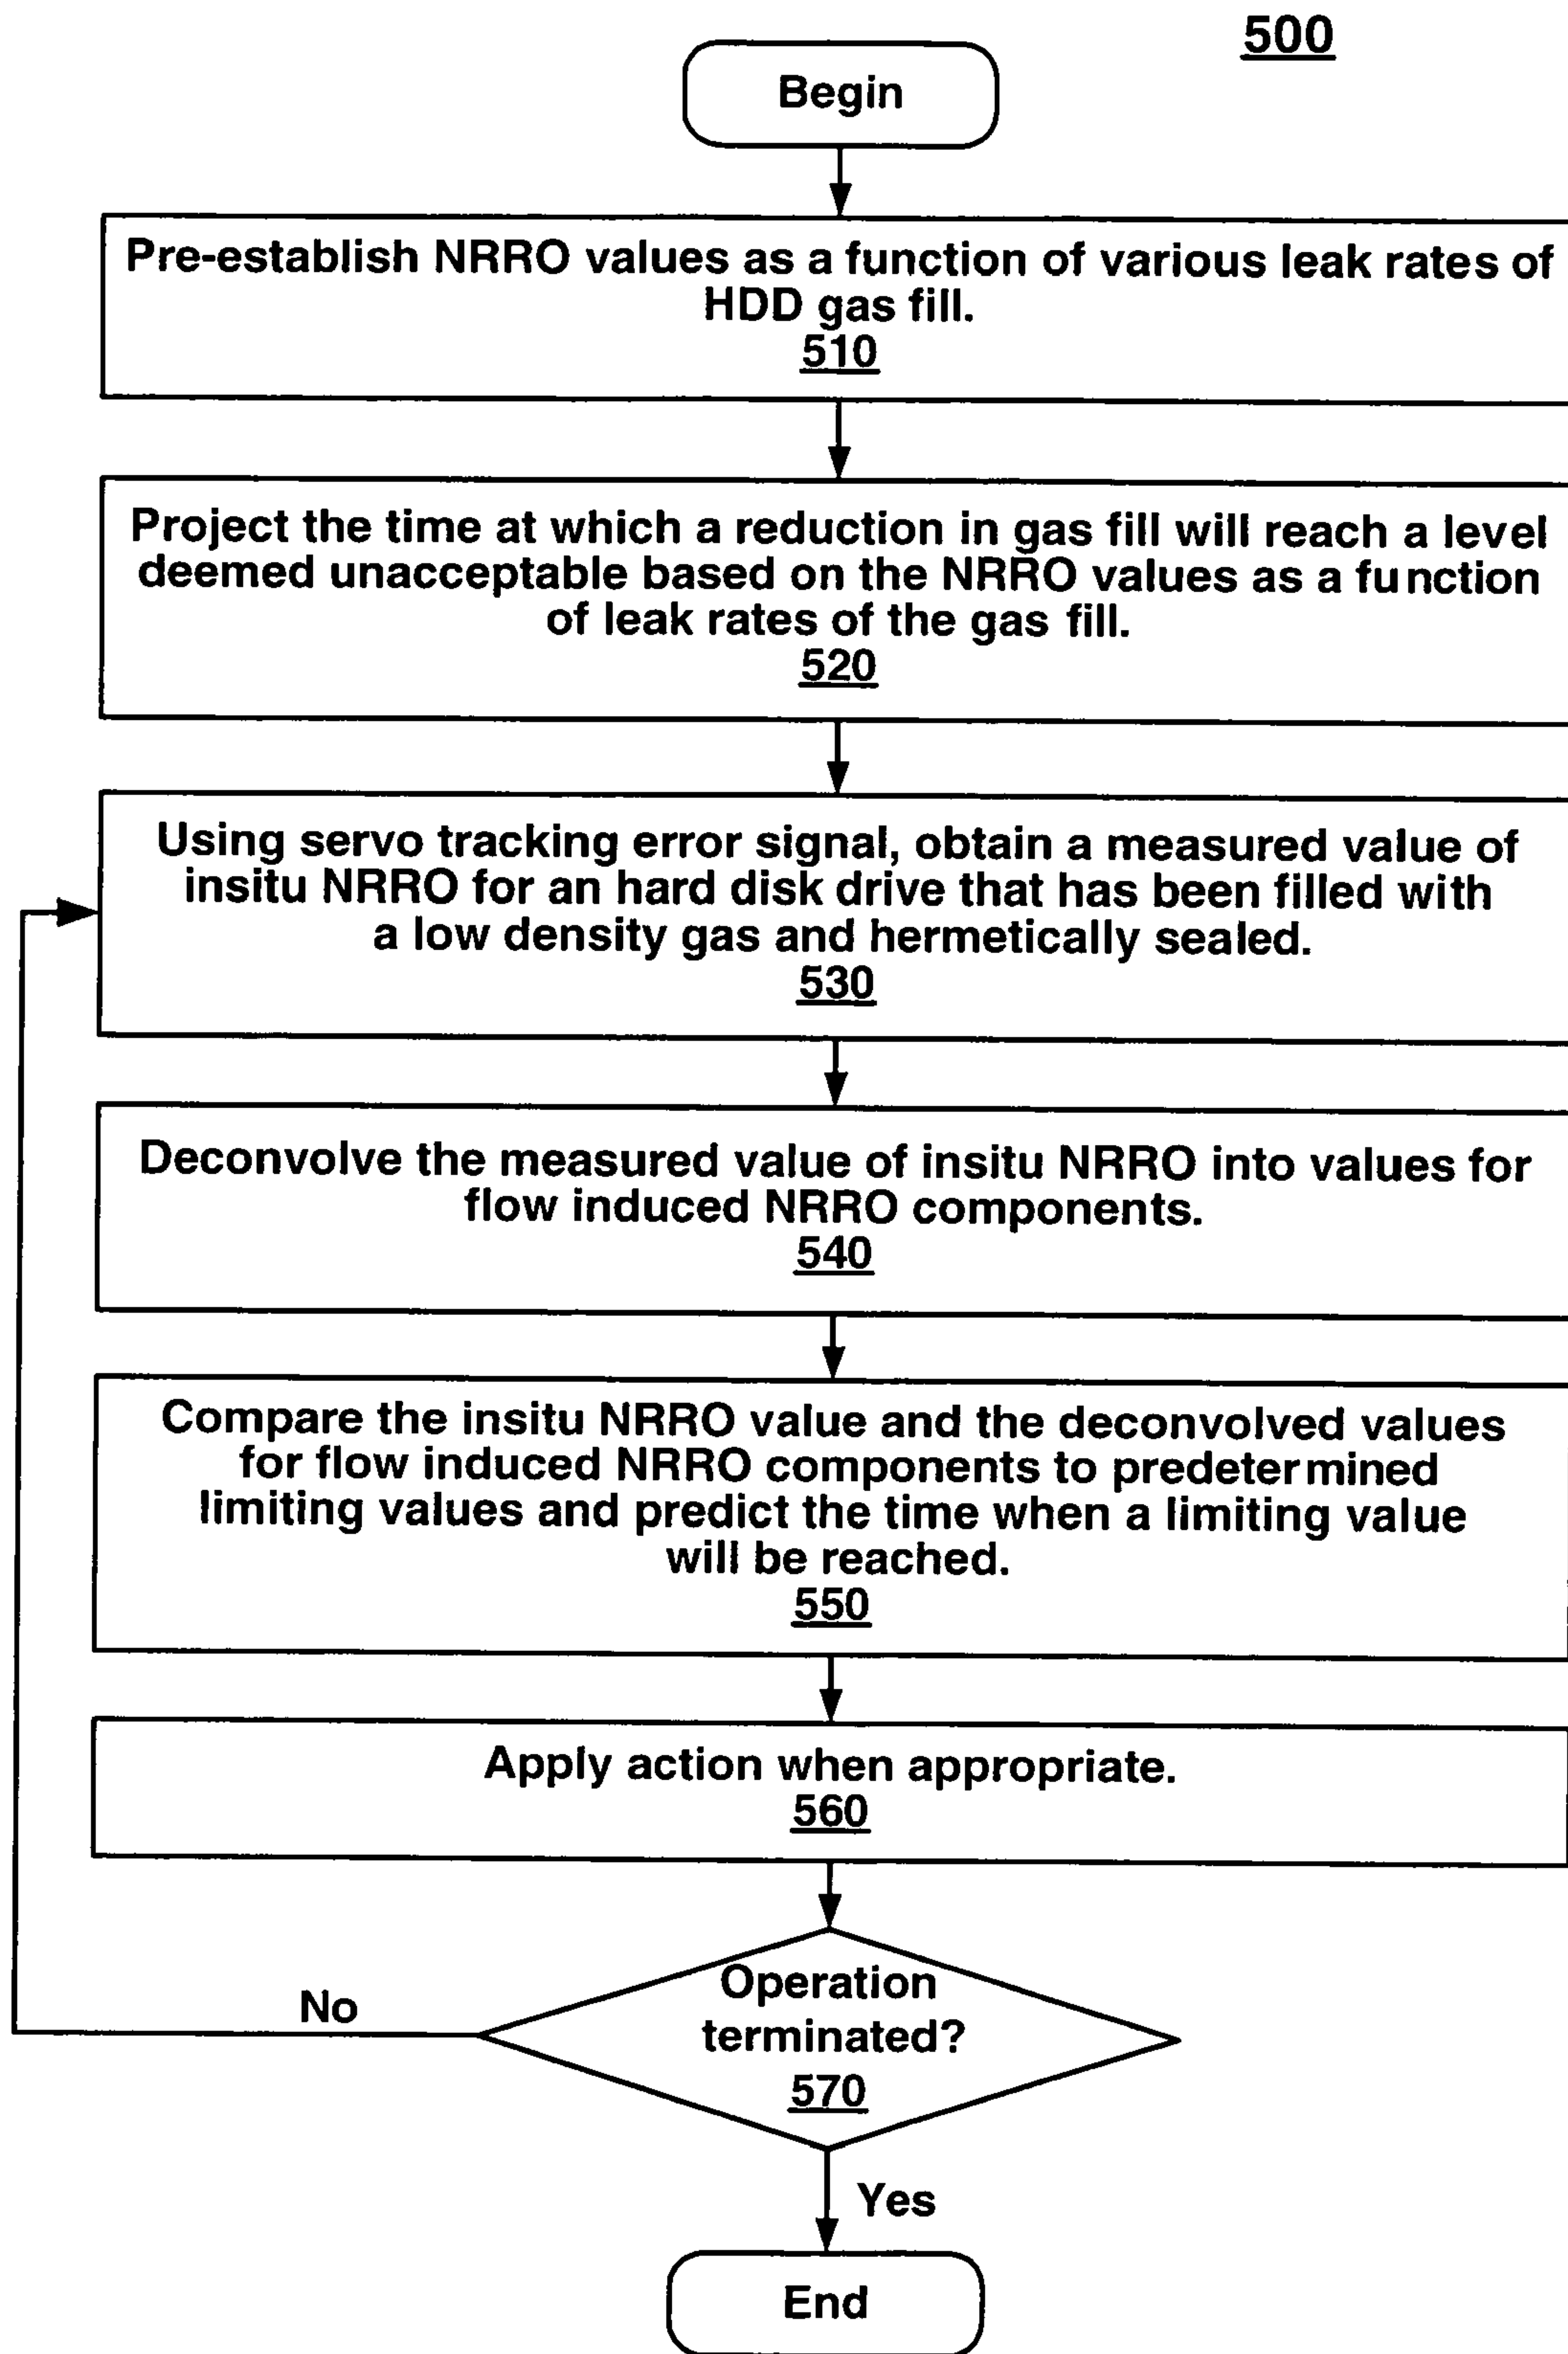 500
Begin
Pre-establish NRRO values as a function of various leak rates of
HDD gas fill.
510
Project the time at which a reduction in gas fill will reach a level
deemed unacceptable based on the NRRO values as a function
of leak rates of the gas fill.
520
Using servo tracking error signal, obtain a measured value of
insitu NRRO for an hard disk drive that has been filled with
a low density gas and hermetically sealed.
530
Deconvolve the measured value of insitu NRRO into values for
flow induced NRRO components.
540
Compare the insitu NRRO value and the deconvolved values
for flow induced NRRO components to predetermined
limiting values and predict the time when a limiting value
will be reached.
550
Apply action when appropriate.
560
Operation
terminated?
570
No
Yes
End